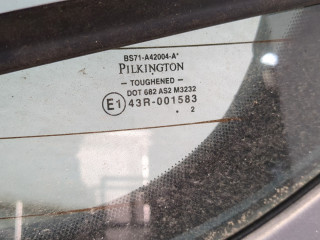 BS71-A42004-A*
PILKINGTON
— TOUGHENED —
DOT 682 AS2 M3232
E1 43R-001583
. 2